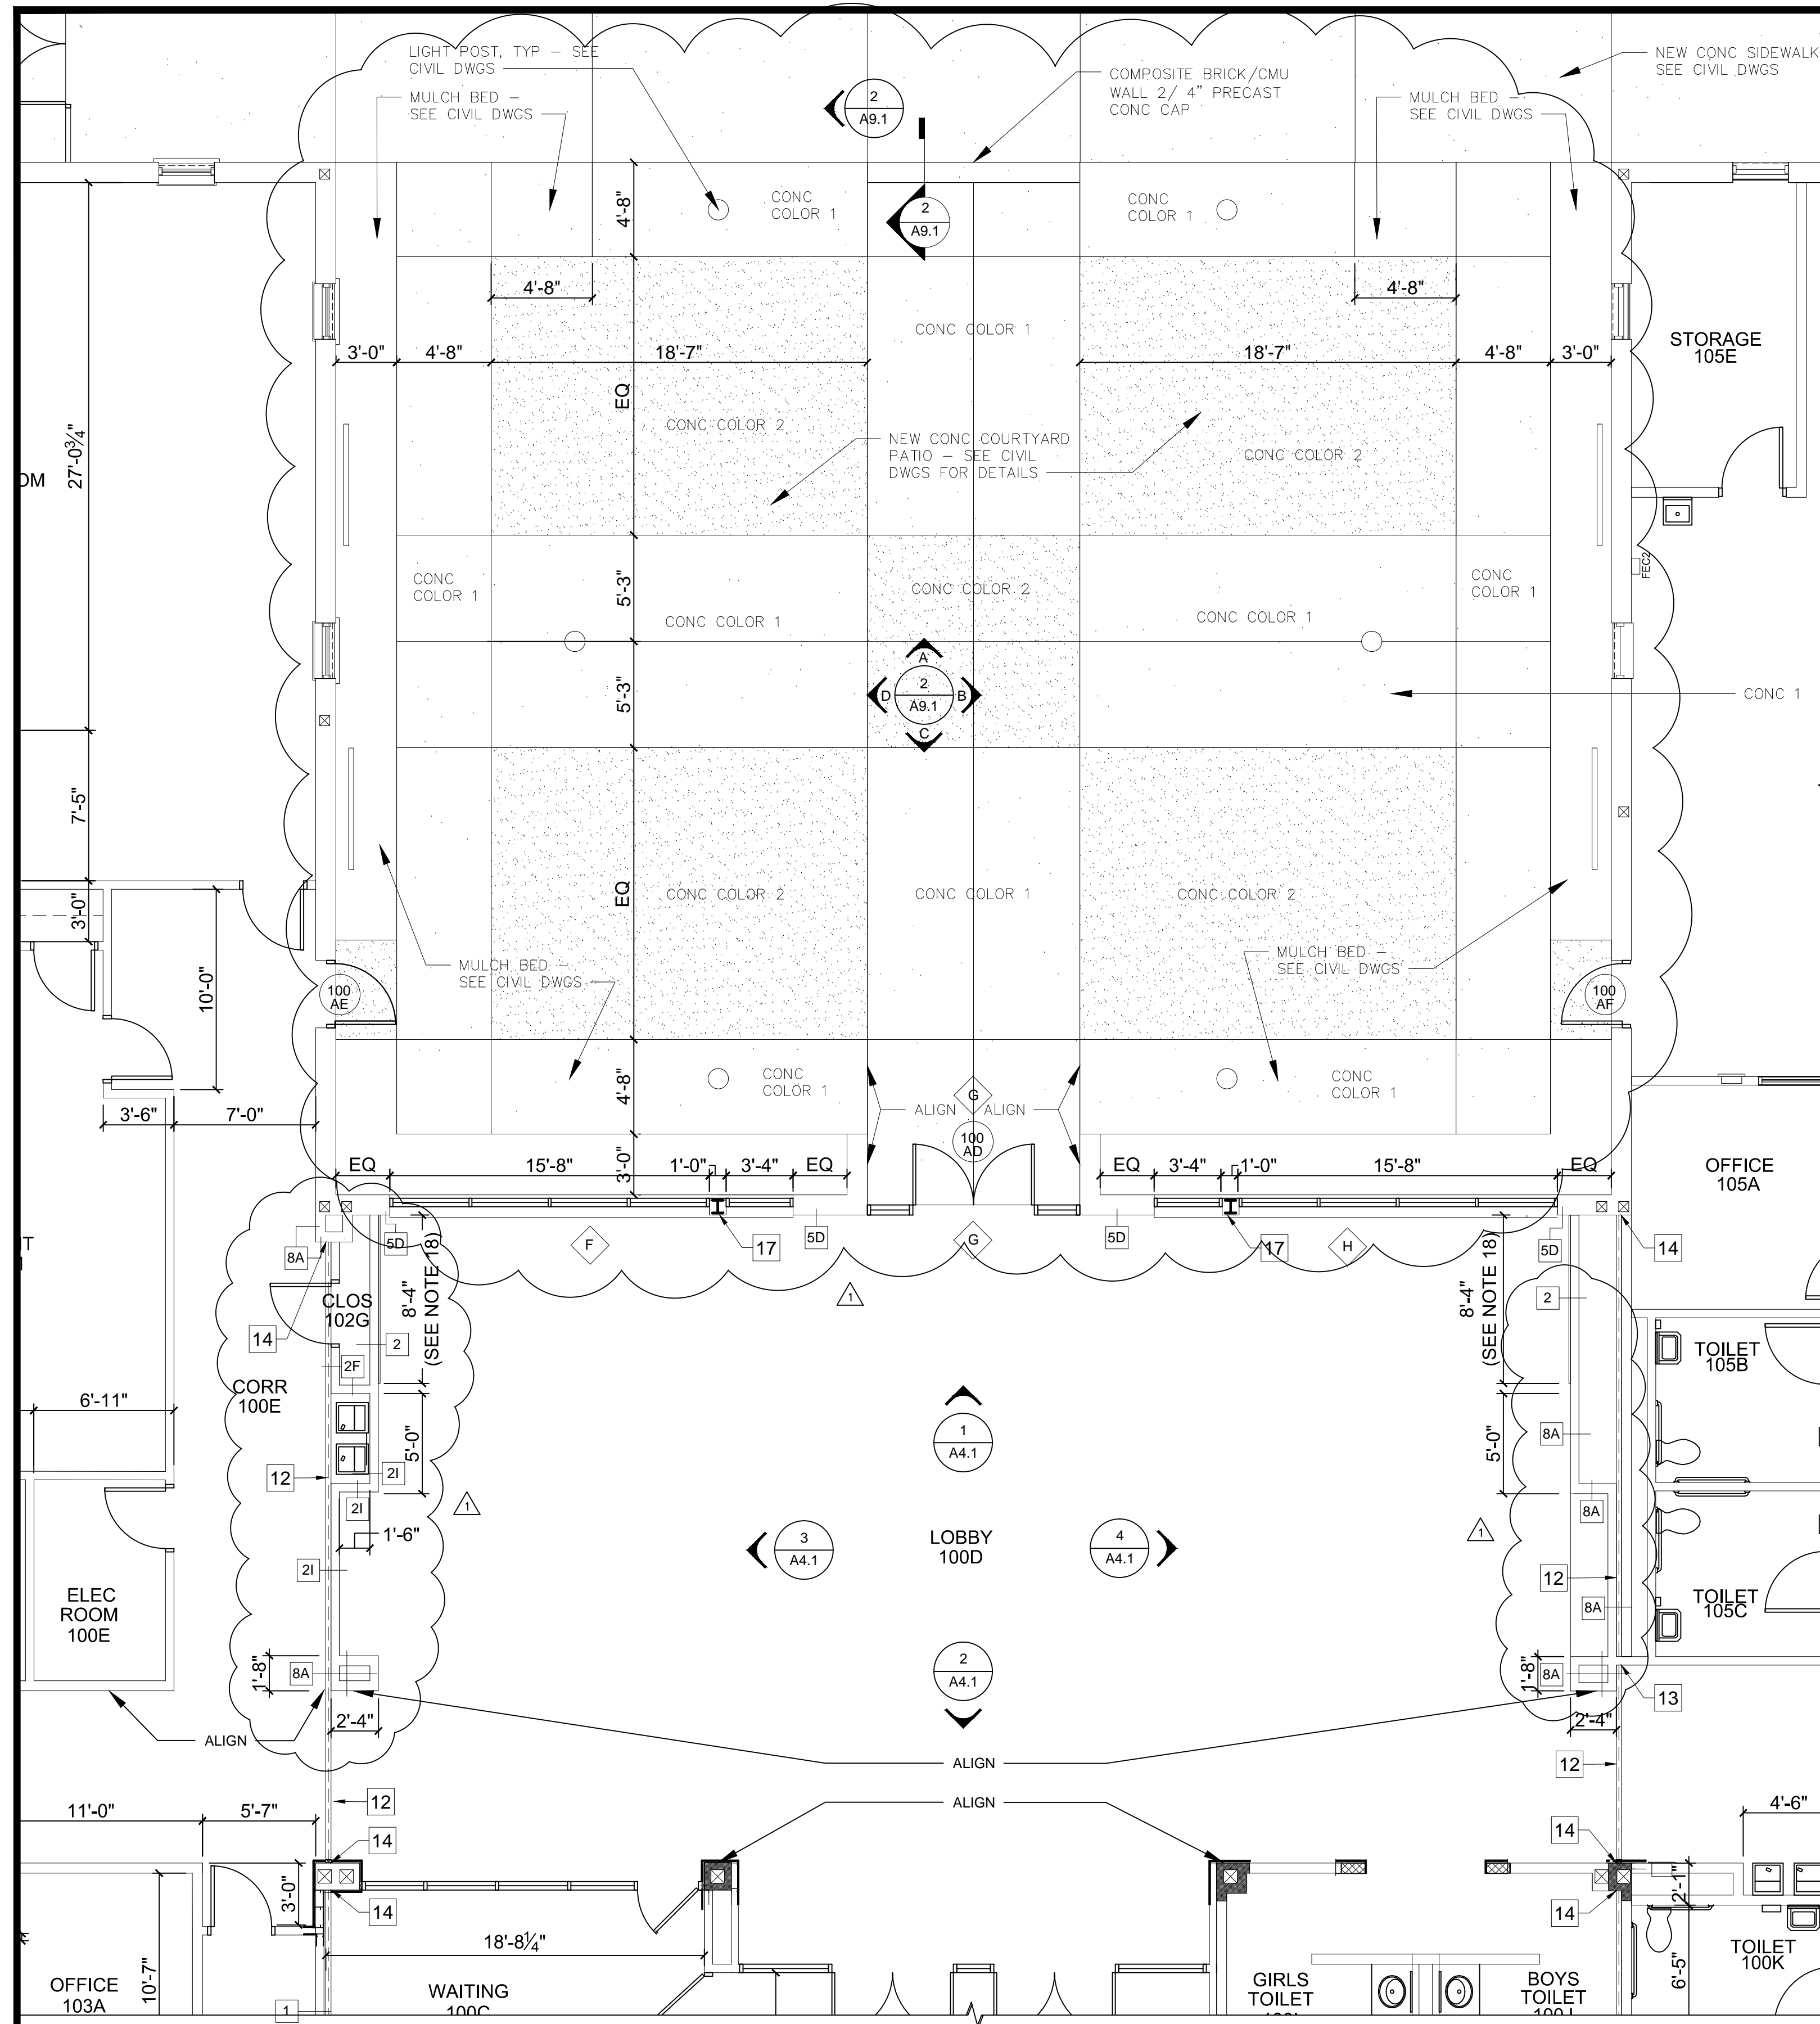 LIGHT POST, TYP – SEE
CIVIL DWGS
MULCH BED –
SEE CIVIL DWGS
2
A9.1
COMPOSITE BRICK/CMU
WALL 2/ 4" PRECAST
CONC CAP
MULCH BED –
SEE CIVIL DWGS
NEW CONC SIDEWALK
SEE CIVIL DWGS
4'-8"
CONC
COLOR 1
2
A9.1
CONC
COLOR 1
4'-8"
4'-8"
CONC COLOR 1
3'-0"
4'-8"
18'-7"
18'-7"
4'-8"
3'-0"
STORAGE
105E
27'-0¾"
EQ
CONC COLOR 2
NEW CONC COURTYARD
PATIO – SEE CIVIL
DWGS FOR DETAILS
CONC COLOR 2
FEC2
CONC
COLOR 1
5'-3"
CONC COLOR 1
CONC COLOR 2
CONC COLOR 1
CONC
COLOR 1
A
D
2
A9.1
B
C
5'-3"
CONC 1
7'-5"
3'-0"
EQ
CONC COLOR 2
CONC COLOR 1
CONC COLOR 2
MULCH BED –
SEE CIVIL DWGS
MULCH BED –
SEE CIVIL DWGS
10'-0"
100
AE
100
AF
4'-8"
CONC
COLOR 1
CONC
COLOR 1
ALIGN
G
ALIGN
3'-6"
7'-0"
100
AD
3'-0"
EQ
15'-8"
1'-0"
3'-4"
EQ
EQ
3'-4"
1'-0"
15'-8"
EQ
OFFICE
105A
8A
5D
F
17
5D
G
5D
17
H
5D
14
CLOS
102G
8'-4"
(SEE NOTE 18)
1
8'-4"
(SEE NOTE 18)
2
14
2
2F
TOILET
105B
CORR
100E
6'-11"
1
A4.1
5'-0"
5'-0"
8A
12
2I
2I
1'-6"
1
8A
1
3
A4.1
LOBBY
100D
4
A4.1
2I
12
ELEC
ROOM
100E
8A
TOILET
105C
1'-8"
8A
2
A4.1
1'-8"
8A
13
2'-4"
2'-4"
ALIGN
ALIGN
12
12
ALIGN
11'-0"
5'-7"
4'-6"
14
14
3'-0"
14
2'-1"
14
18'-8¼"
10'-7"
6'-5"
OFFICE
103A
WAITING
100C
GIRLS
TOILET
BOYS
TOILET
100J
TOILET
100K
1